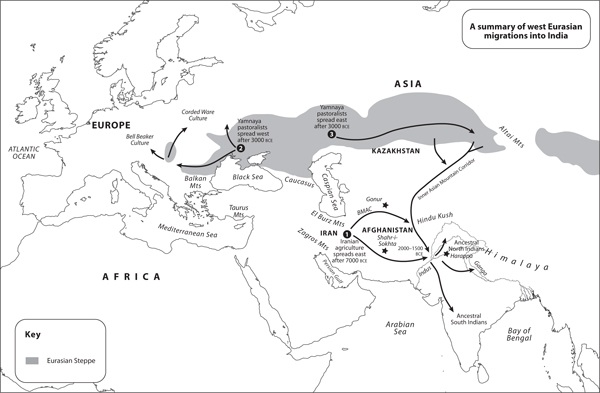 A summary of west Eurasian
migrations into India
ASIA
Corded Ware
Culture
Yamnaya
pastoralists
spread west
after 3000 BCE
2
Yamnaya
pastoralists
spread east
after 3000 BCE
3
EUROPE
Bell Beaker
Culture
ATLANTIC
OCEAN
KAZAKHSTAN
Altai Mts
Inner Asian Mountain Corridor
Balkan
Mts
Black Sea
Caucasus
Caspian Sea
Taurus
Mts
Mediterranean Sea
El Burz Mts
Zagros Mts
Gonur
BMAC
Hindu Kush
IRAN
1
Iranian
agriculture
spreads east
after 7000 BCE
AFGHANISTAN
Shahr-i-
Sokhta
2000–1500
BCE
Persian Gulf
Indus
Ancestral
North Indians
Harappa
Ganga
Himalaya
AFRICA
Ancestral
South Indians
Arabian
Sea
Bay of
Bengal
Key
Eurasian Steppe